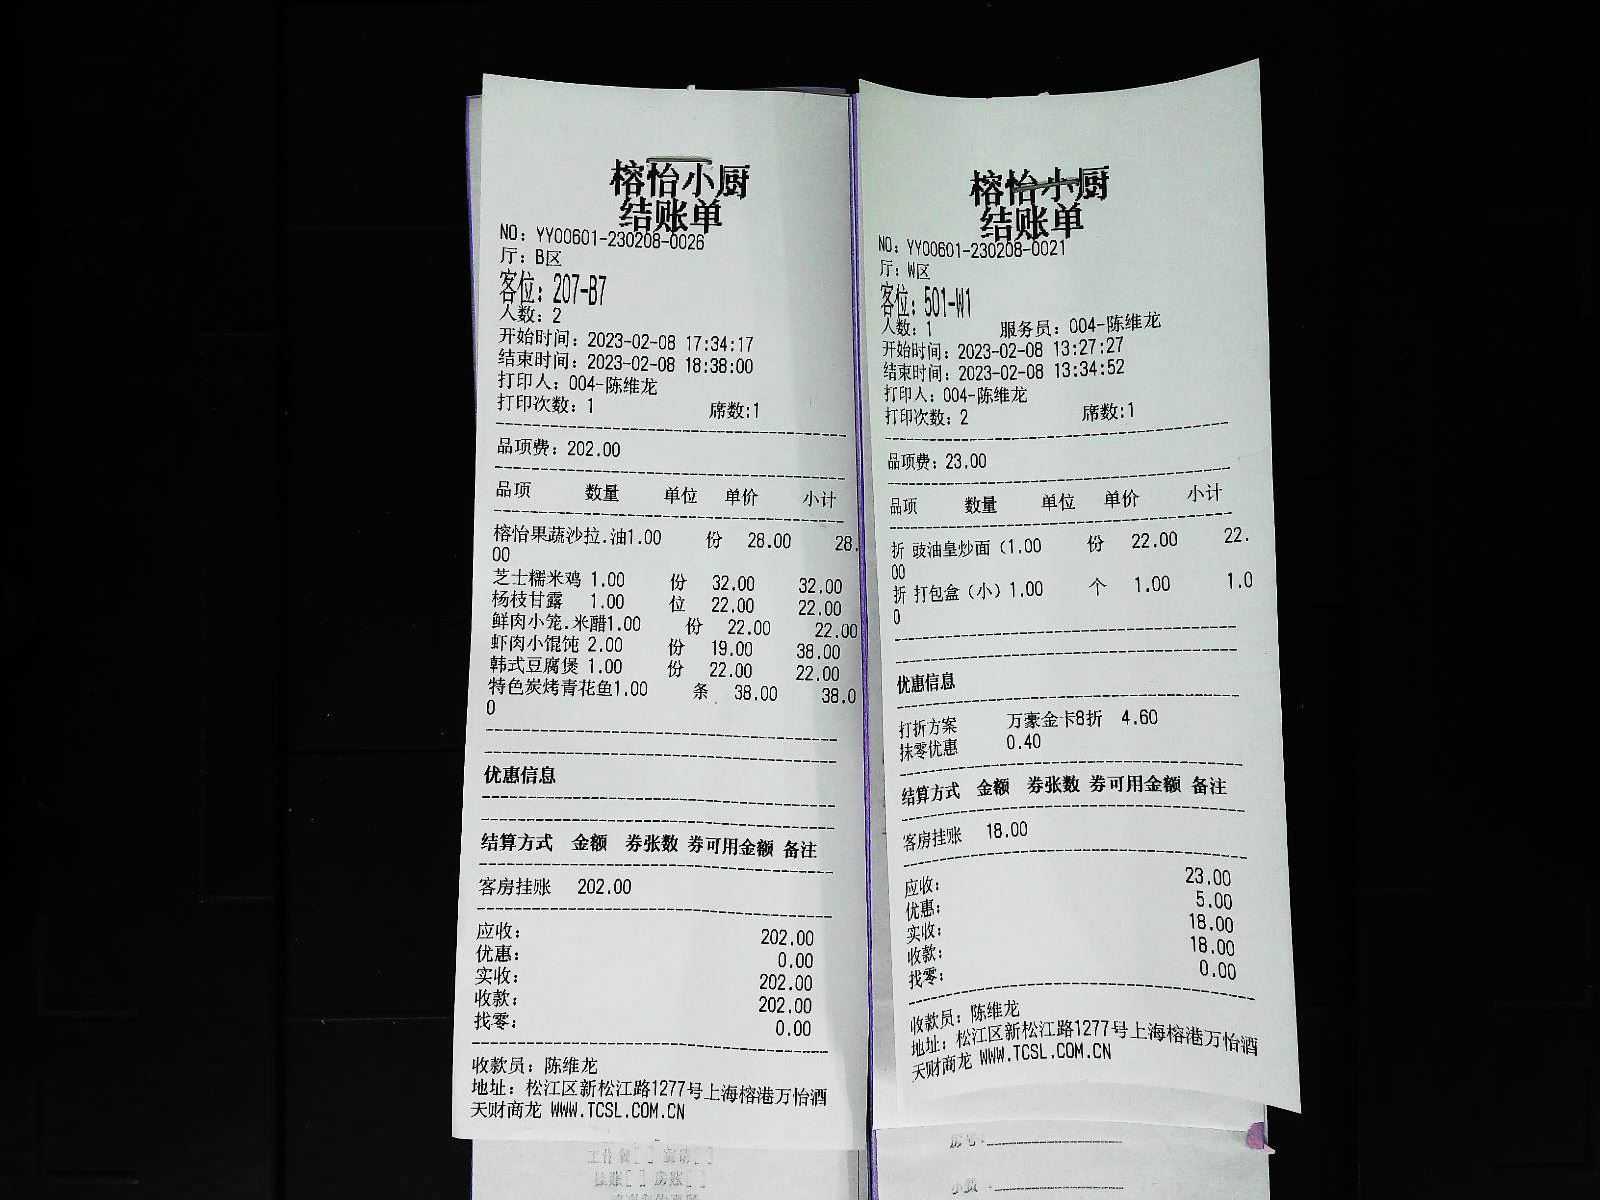 榕怡小厨
结账单
NO: YY00601-230208-0026
厅: B区
客位: 207-B7
人数: 2
开始时间: 2023-02-08 17:34:17
结束时间: 2023-02-08 18:38:00
打印人: 004-陈维龙
打印次数: 1 席数:1
品项费: 202.00
品项 数量 单位 单价 小计
榕怡果蔬沙拉.油1.00 份 28.00 28.
00
芝士糯米鸡 1.00 份 32.00 32.00
杨枝甘露 1.00 位 22.00 22.00
鲜肉小笼.米醋1.00 份 22.00 22.00
虾肉小馄饨 2.00 份 19.00 38.00
韩式豆腐煲 1.00 份 22.00 22.00
特色炭烤青花鱼1.00 条 38.00 38.0
0
优惠信息
结算方式 金额 券张数 券可用金额 备注
客房挂账 202.00
应收: 202.00
优惠: 0.00
实收: 202.00
收款: 202.00
找零: 0.00
收款员: 陈维龙
地址: 松江区新松江路1277号上海榕港万怡酒
天财商龙 WWW.TCSL.COM.CN
榕怡小厨
结账单
NO: YY00601-230208-0021
厅: W区
客位: 501-W1
人数: 1 服务员: 004-陈维龙
开始时间: 2023-02-08 13:27:27
结束时间: 2023-02-08 13:34:52
打印人: 004-陈维龙
打印次数: 2 席数:1
品项费: 23.00
品项 数量 单位 单价 小计
折 豉油皇炒面（1.00 份 22.00 22.
00
折 打包盒（小）1.00 个 1.00 1.0
0
优惠信息
打折方案 万豪金卡8折 4.60
抹零优惠 0.40
结算方式 金额 券张数 券可用金额 备注
客房挂账 18.00
应收: 23.00
优惠: 5.00
实收: 18.00
收款: 18.00
找零: 0.00
收款员: 陈维龙
地址: 松江区新松江路1277号上海榕港万怡酒
天财商龙 WWW.TCSL.COM.CN